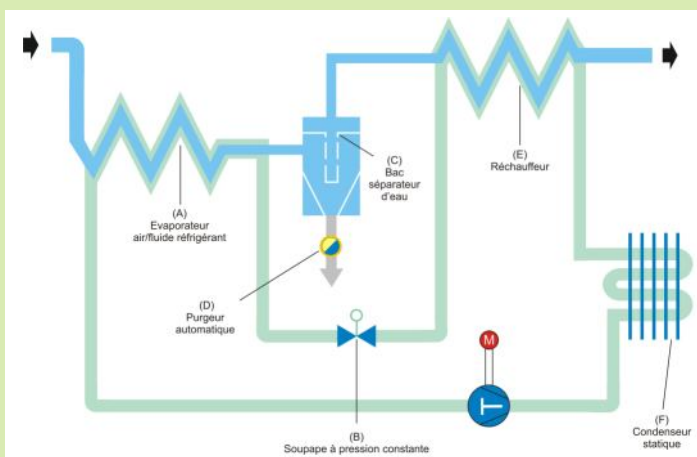 (E)
Réchauffeur
(C)
Bac
séparateur
d'eau
(A)
Evaporateur
air/fluide réfrigérant
(D)
Purgeur
automatique
M
(B)
Soupape à pression constante
(F)
Condenseur
statique